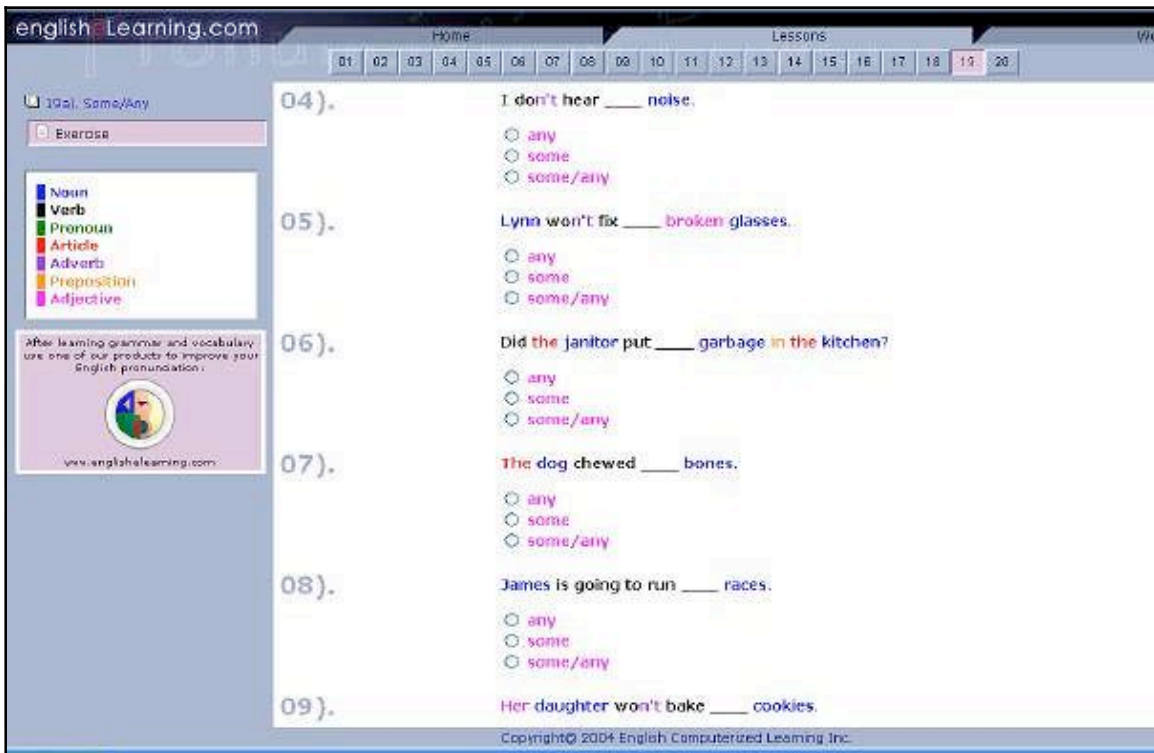 english Learning.com
Home
Lessons
We
01 02 03 04 05 06 07 08 09 10 11 12 13 14 15 16 17 18 19 20
19a). Some/Any
Exercise
Noun
Verb
Pronoun
Article
Adverb
Preposition
Adjective
After learning grammar and vocabulary
use one of our products to improve your
English pronunciation:
www.englishelearning.com
04).
I don't hear ____ noise.
any
some
some/any
05).
Lynn won't fix ____ broken glasses.
any
some
some/any
06).
Did the janitor put ____ garbage in the kitchen?
any
some
some/any
07).
The dog chewed ____ bones.
any
some
some/any
08).
James is going to run ____ races.
any
some
some/any
09).
Her daughter won't bake ____ cookies.
Copyright© 2004 English Computerized Learning Inc.